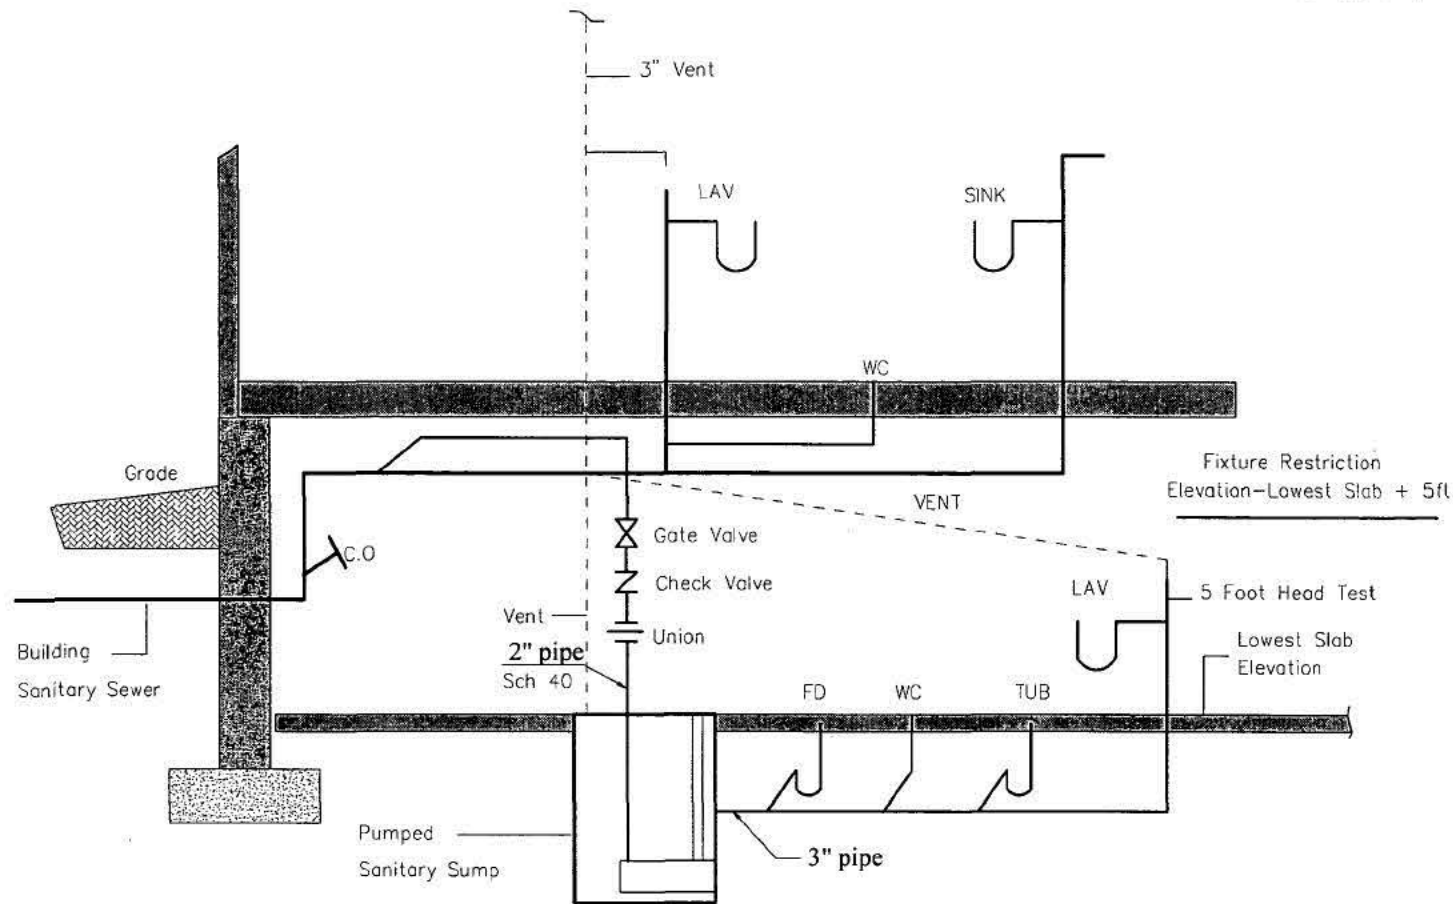 3" Vent
LAV
SINK
WC
Grade
Fixture Restriction
Elevation-Lowest Slab + 5ft
VENT
Gate Valve
C.O
Check Valve
LAV
5 Foot Head Test
Vent
Union
Building
Sanitary Sewer
2" pipe
Sch 40
Lowest Slab
Elevation
FD
WC
TUB
Pumped
Sanitary Sump
3" pipe